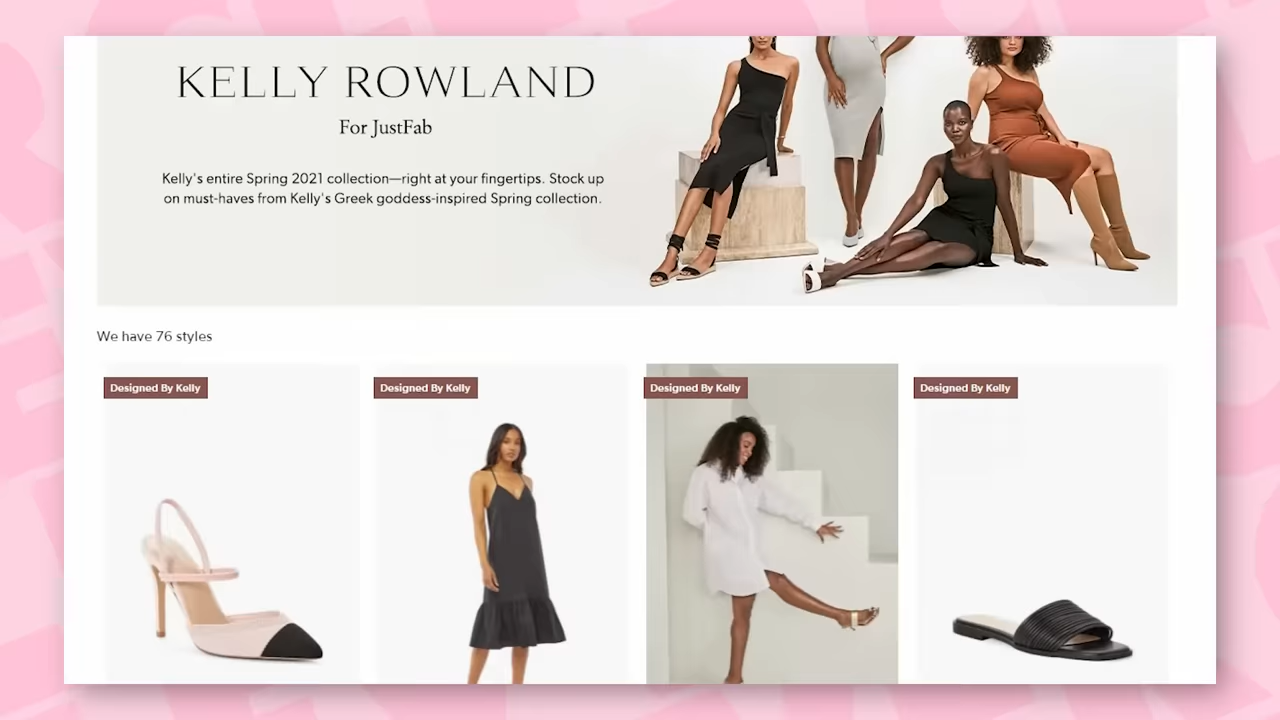 KELLY ROWLAND
For JustFab
Kelly's entire Spring 2021 collection—right at your fingertips. Stock up
on must-haves from Kelly's Greek goddess-inspired Spring collection.
We have 76 styles
Designed By Kelly
Designed By Kelly
Designed By Kelly
Designed By Kelly